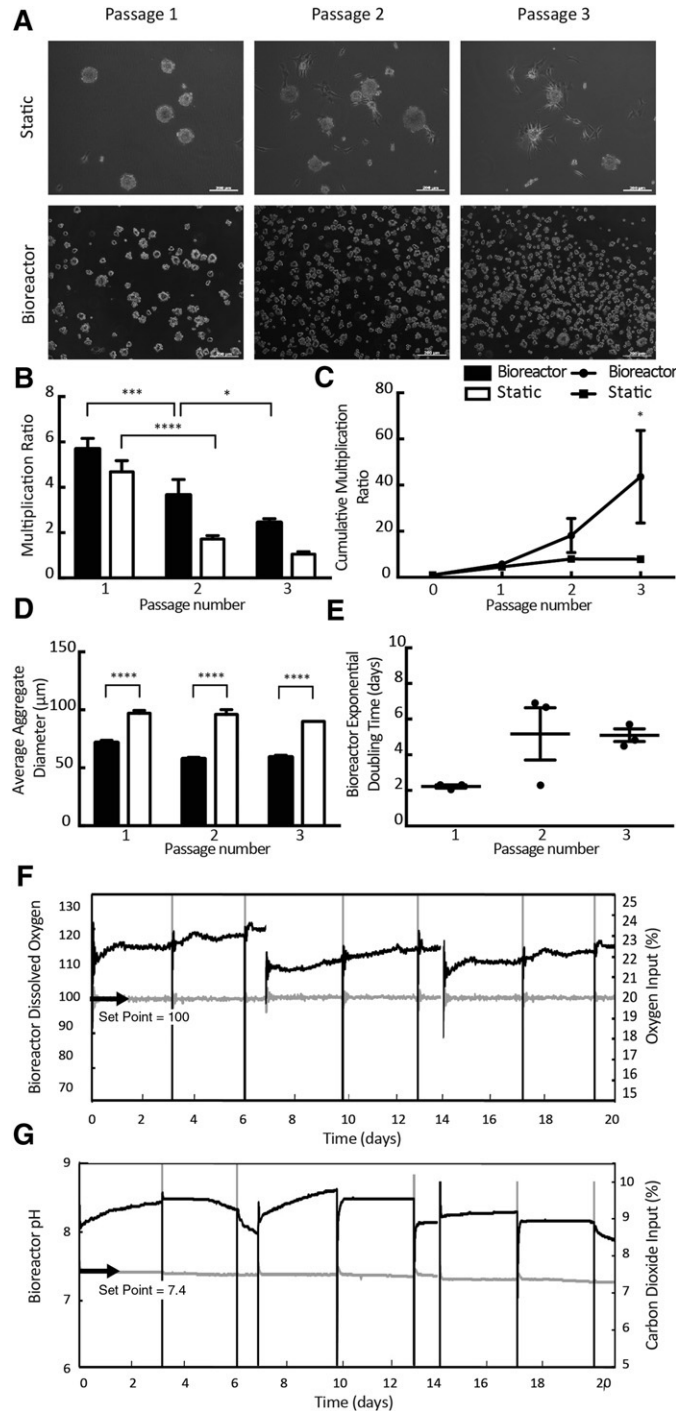 A
Passage 1
Passage 2
Passage 3
Static
Bioreactor
B
Multiplication Ratio
8
6
4
2
0
***
*
****
1
2
3
Passage number
Bioreactor
Static
C
Bioreactor
Static
Cumulative Multiplication
Ratio
80
60
40
20
0
*
0
1
2
3
Passage number
D
Average Aggregate
Diameter (µm)
150
100
50
0
****
****
****
1
2
3
Passage number
E
Bioreactor Exponential
Doubling Time (days)
10
8
6
4
2
0
1
2
3
Passage number
F
Bioreactor Dissolved Oxygen
130
120
110
100
90
80
70
Set Point = 100
25
24
23
22
21
20
19
18
17
16
15
Oxygen Input (%)
0 2 4 6 8 10 12 14 16 18 20
Time (days)
G
Bioreactor pH
9
8
7
6
Set Point = 7.4
10
9
8
7
6
5
Carbon Dioxide Input (%)
0 2 4 6 8 10 12 14 16 18 20
Time (days)